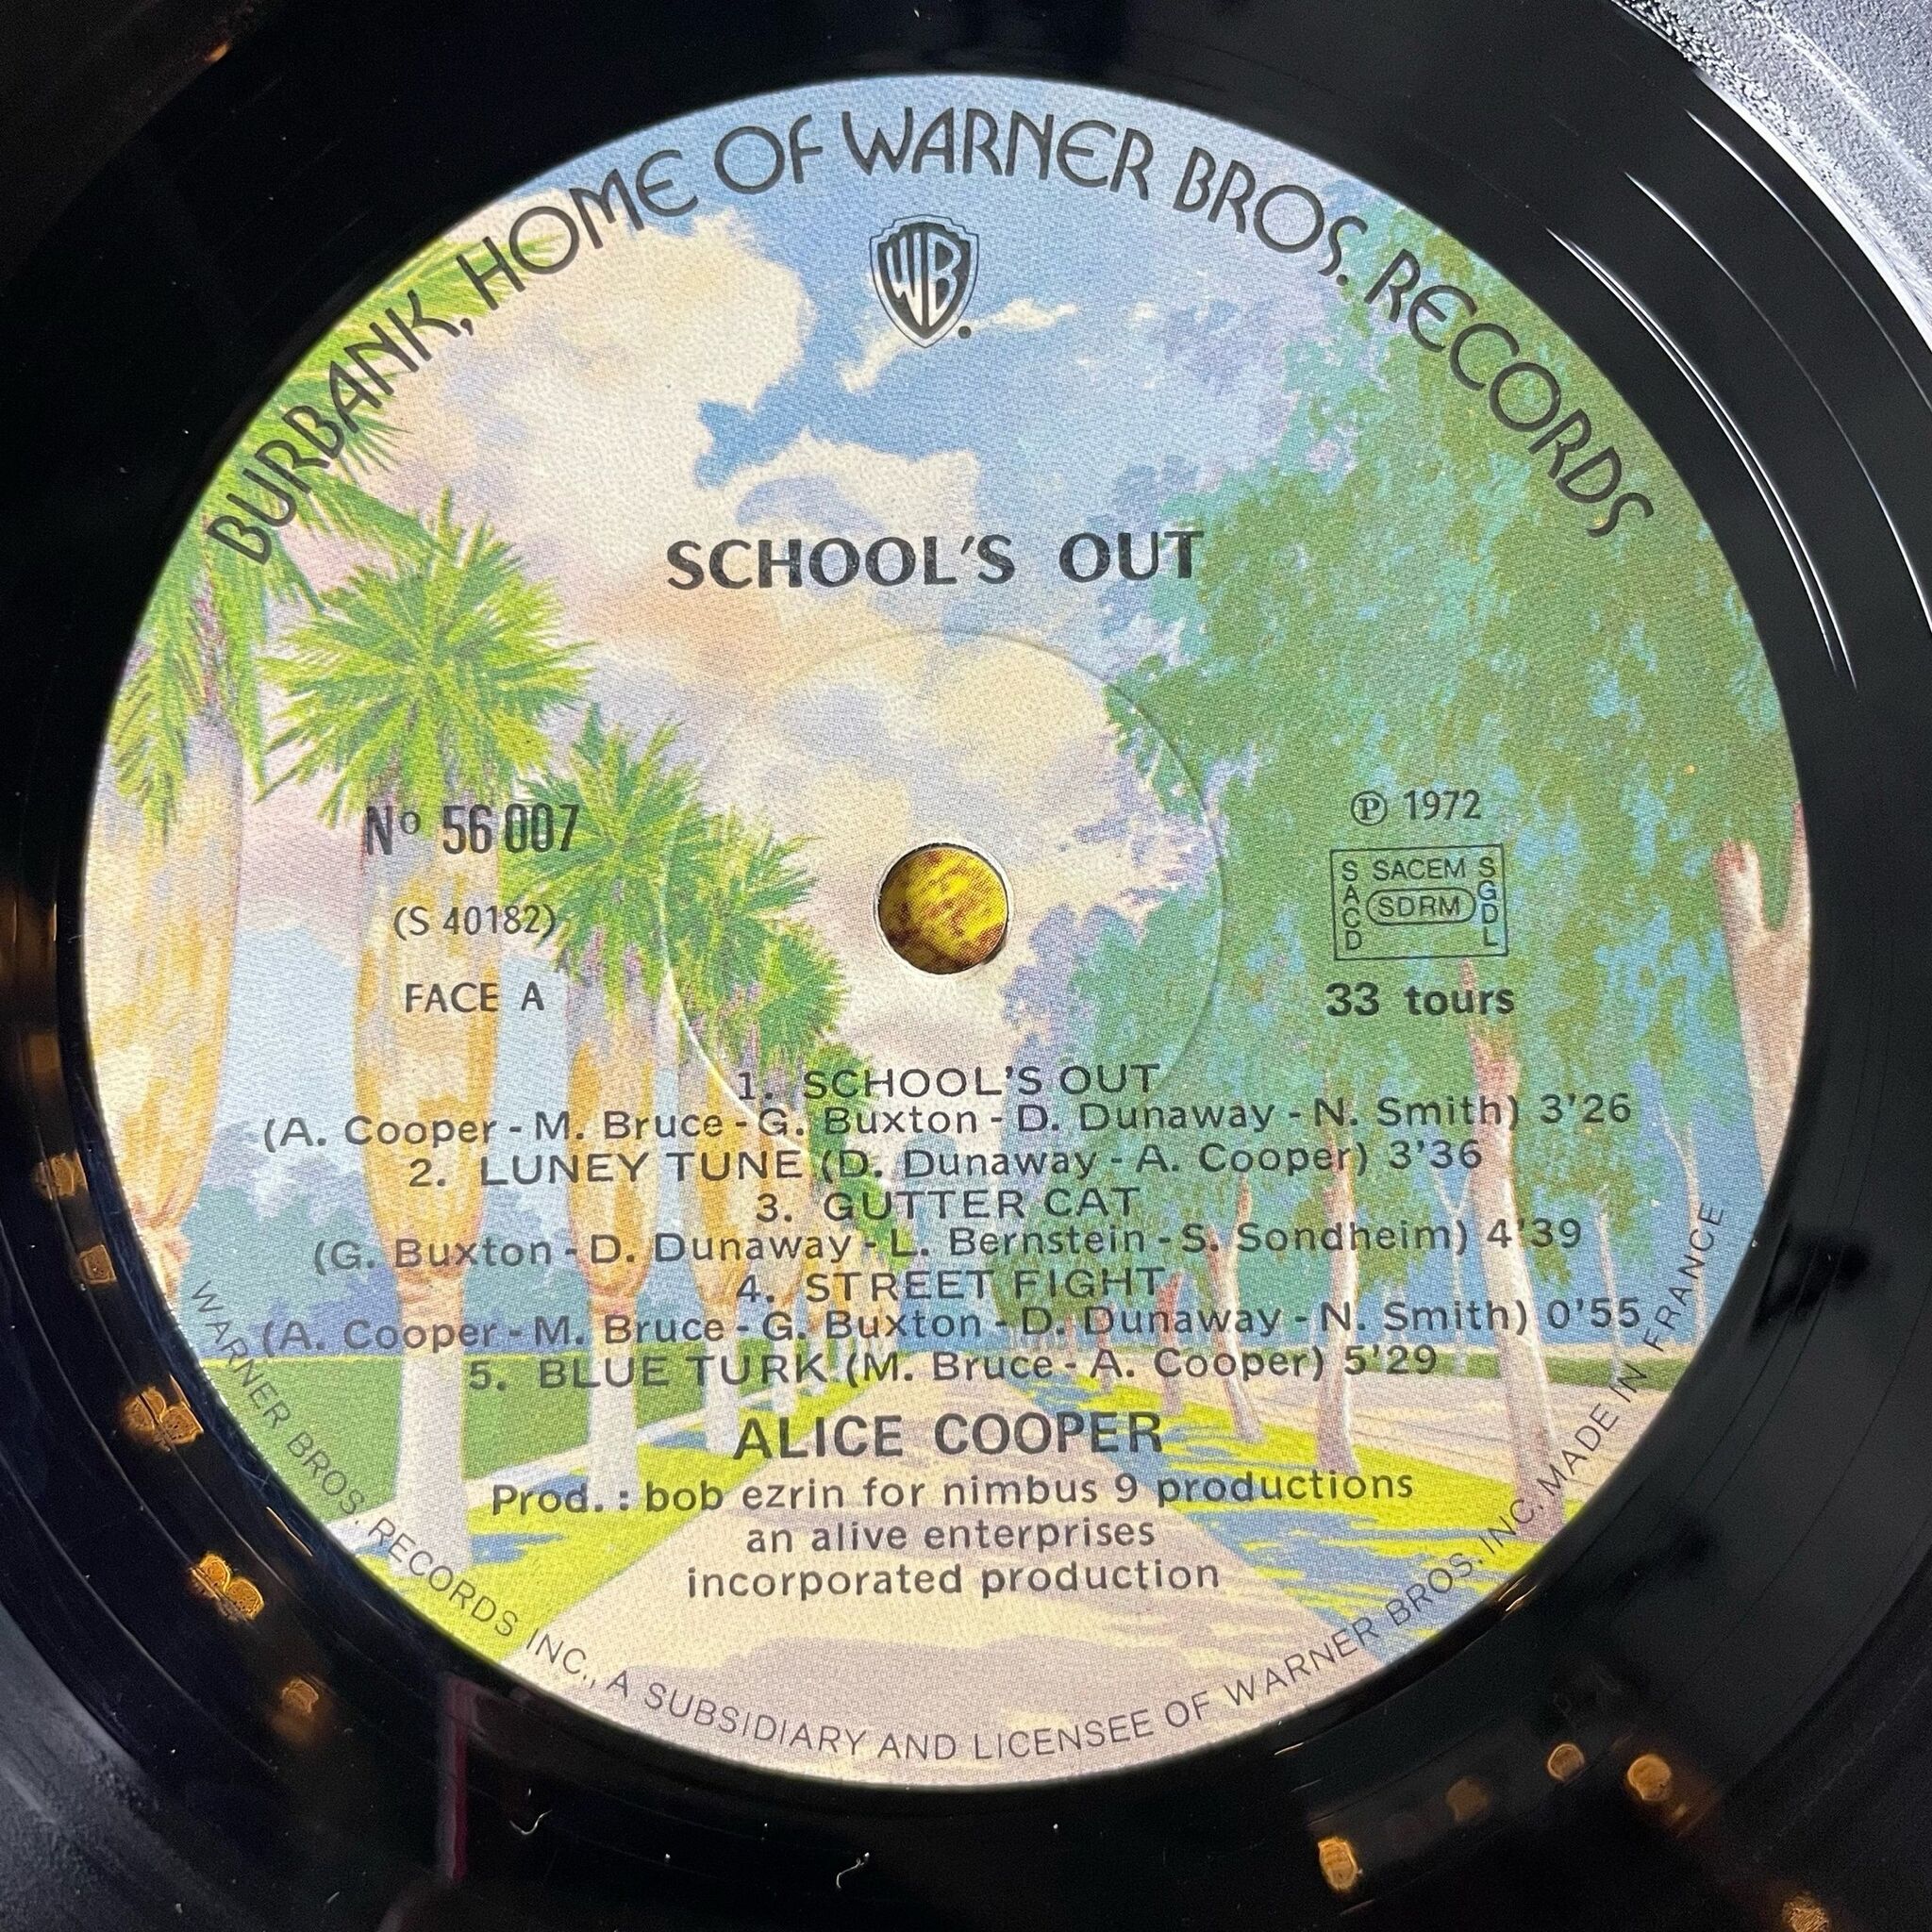 BURBANK, HOME OF WARNER BROS. RECORDS
WB
SCHOOL'S OUT
Nº 56 007
(S 40182)
FACE A
℗ 1972
SACD
SACEM
SDRM
SGDL
33 tours
1. SCHOOL'S OUT
(A. Cooper - M. Bruce - G. Buxton - D. Dunaway - N. Smith) 3'26
2. LUNEY TUNE (D. Dunaway - A. Cooper) 3'36
3. GUTTER CAT
(G. Buxton - D. Dunaway - L. Bernstein - S. Sondheim) 4'39
4. STREET FIGHT
(A. Cooper - M. Bruce - G. Buxton - D. Dunaway - N. Smith) 0'55
5. BLUE TURK (M. Bruce - A. Cooper) 5'29
ALICE COOPER
Prod. : bob ezrin for nimbus 9 productions
an alive enterprises
incorporated production
WARNER BROS. RECORDS INC., A SUBSIDIARY AND LICENSEE OF WARNER BROS. INC. MADE IN FRANCE